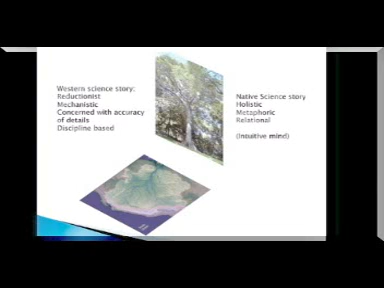 Western science story:
Reductionist
Mechanistic
Concerned with accuracy
of details
Discipline based
Native Science story
Holistic
Metaphoric
Relational
(Intuitive mind)